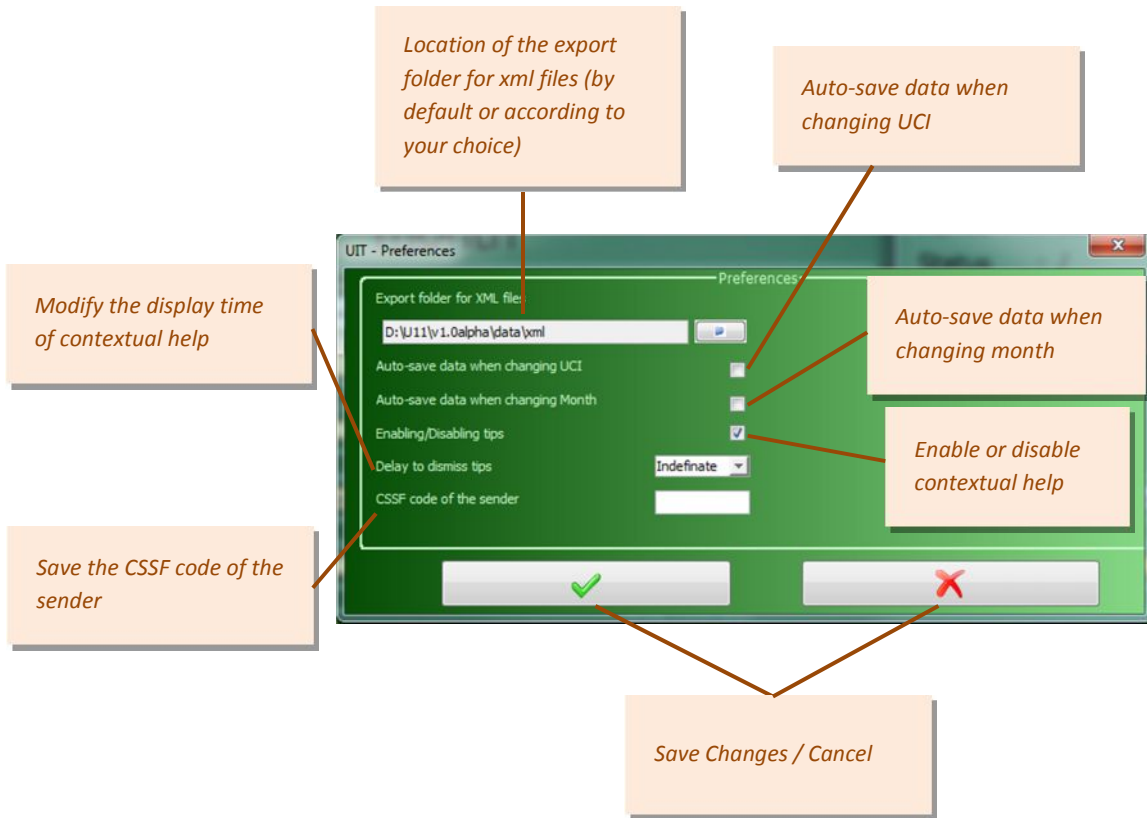 Location of the export
folder for xml files (by
default or according to
your choice)
Auto-save data when
changing UCI
UIT - Preferences
Preferences
Modify the display time
of contextual help
Export folder for XML files
D:\U11\v1.0alpha\data\xml
Auto-save data when
changing month
Auto-save data when changing UCI
Auto-save data when changing Month
Enabling/Disabling tips
Enable or disable
contextual help
Delay to dismiss tips
Indefinate
CSSF code of the sender
Save the CSSF code of the
sender
Save Changes / Cancel